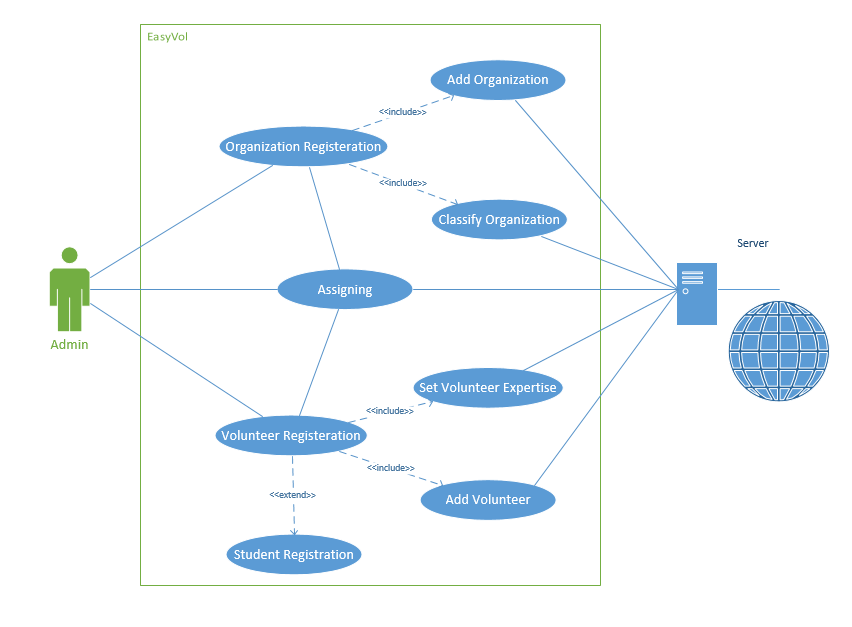 EasyVol
Add Organization
<<include>>
Organization Registeration
<<include>>
Classify Organization
Server
Assigning
Admin
Set Volunteer Expertise
<<include>>
Volunteer Registeration
<<include>>
<<extend>>
Add Volunteer
Student Registration